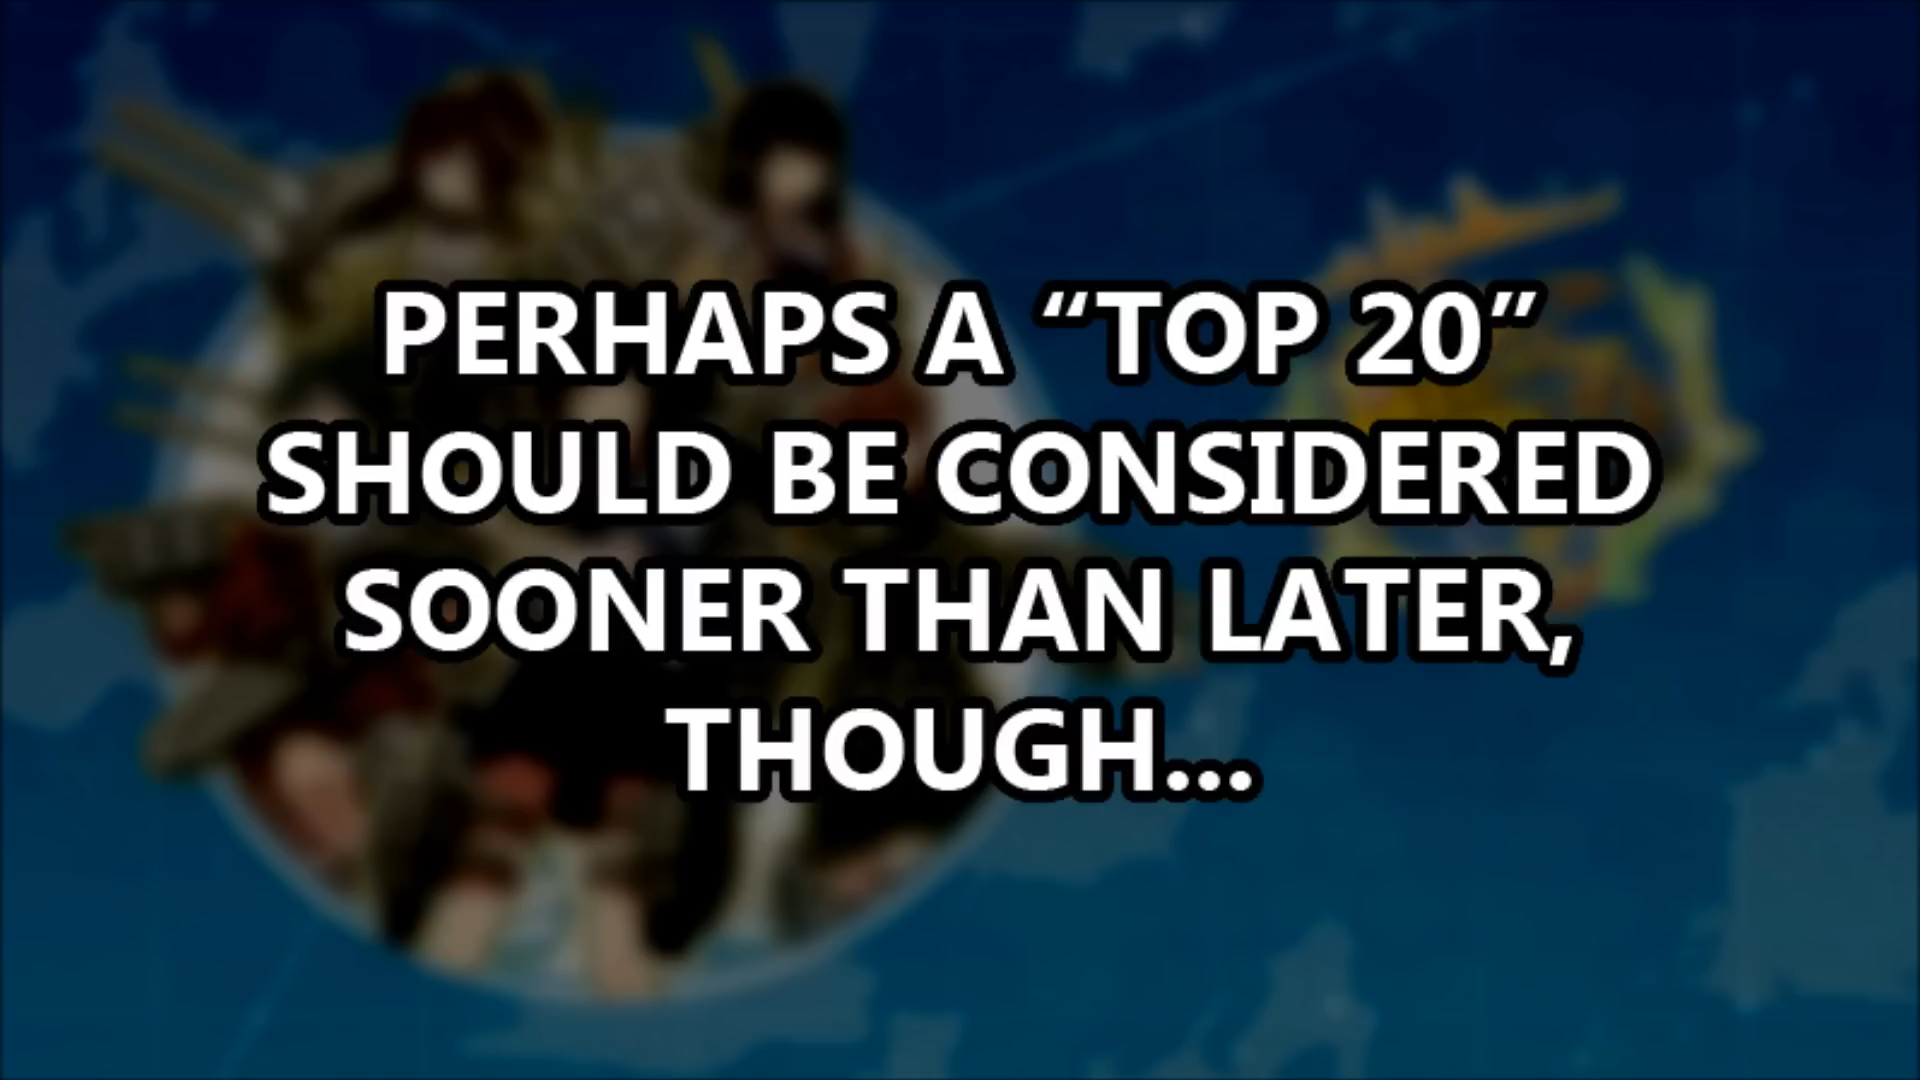 PERHAPS A “TOP 20”
SHOULD BE CONSIDERED
SOONER THAN LATER,
THOUGH...